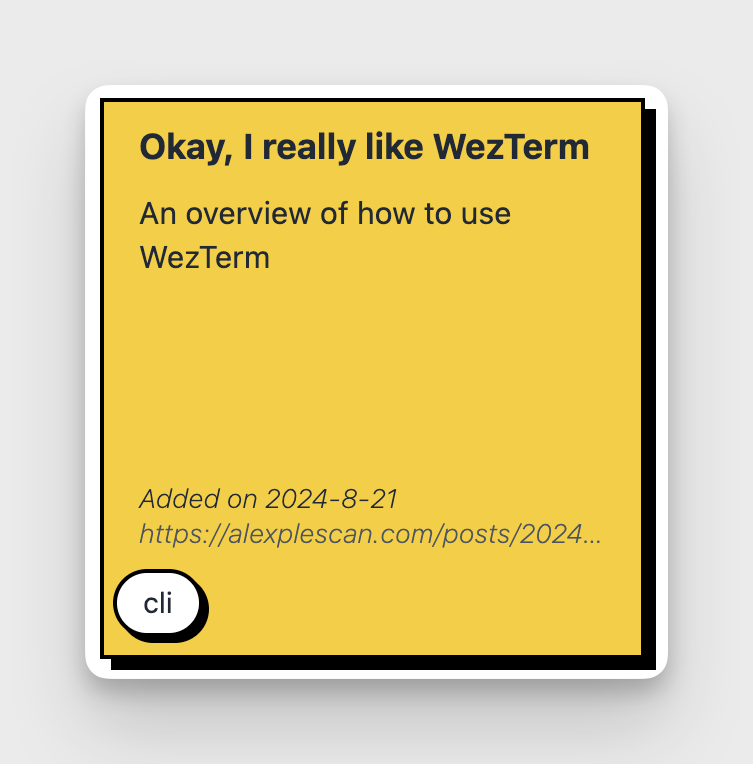 Okay, I really like WezTerm
An overview of how to use
WezTerm
Added on 2024-8-21
https://alexplescan.com/posts/2024...
cli